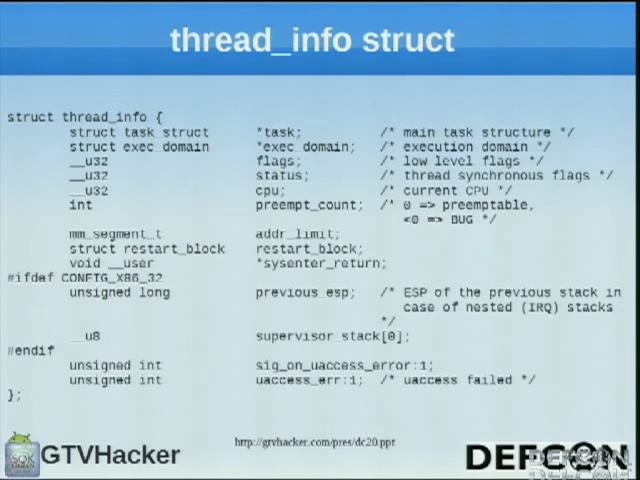 thread_info struct
struct thread_info {
struct task_struct *task; /* main task structure */
struct exec_domain *exec_domain; /* execution domain */
__u32 flags; /* low level flags */
__u32 status; /* thread synchronous flags */
__u32 cpu; /* current CPU */
int preempt_count; /* 0 => preemptable,
<0 => BUG */
mm_segment_t addr_limit;
struct restart_block restart_block;
void __user *sysenter_return;
#ifdef CONFIG_X86_32
unsigned long previous_esp; /* ESP of the previous stack in
case of nested (IRQ) stacks
*/
__u8 supervisor_stack[0];
#endif
unsigned int sig_on_uaccess_error:1;
unsigned int uaccess_err:1; /* uaccess failed */
};
http://gtvhacker.com/pres/dc20.ppt
GTVHacker
DEFCON
DEFCON